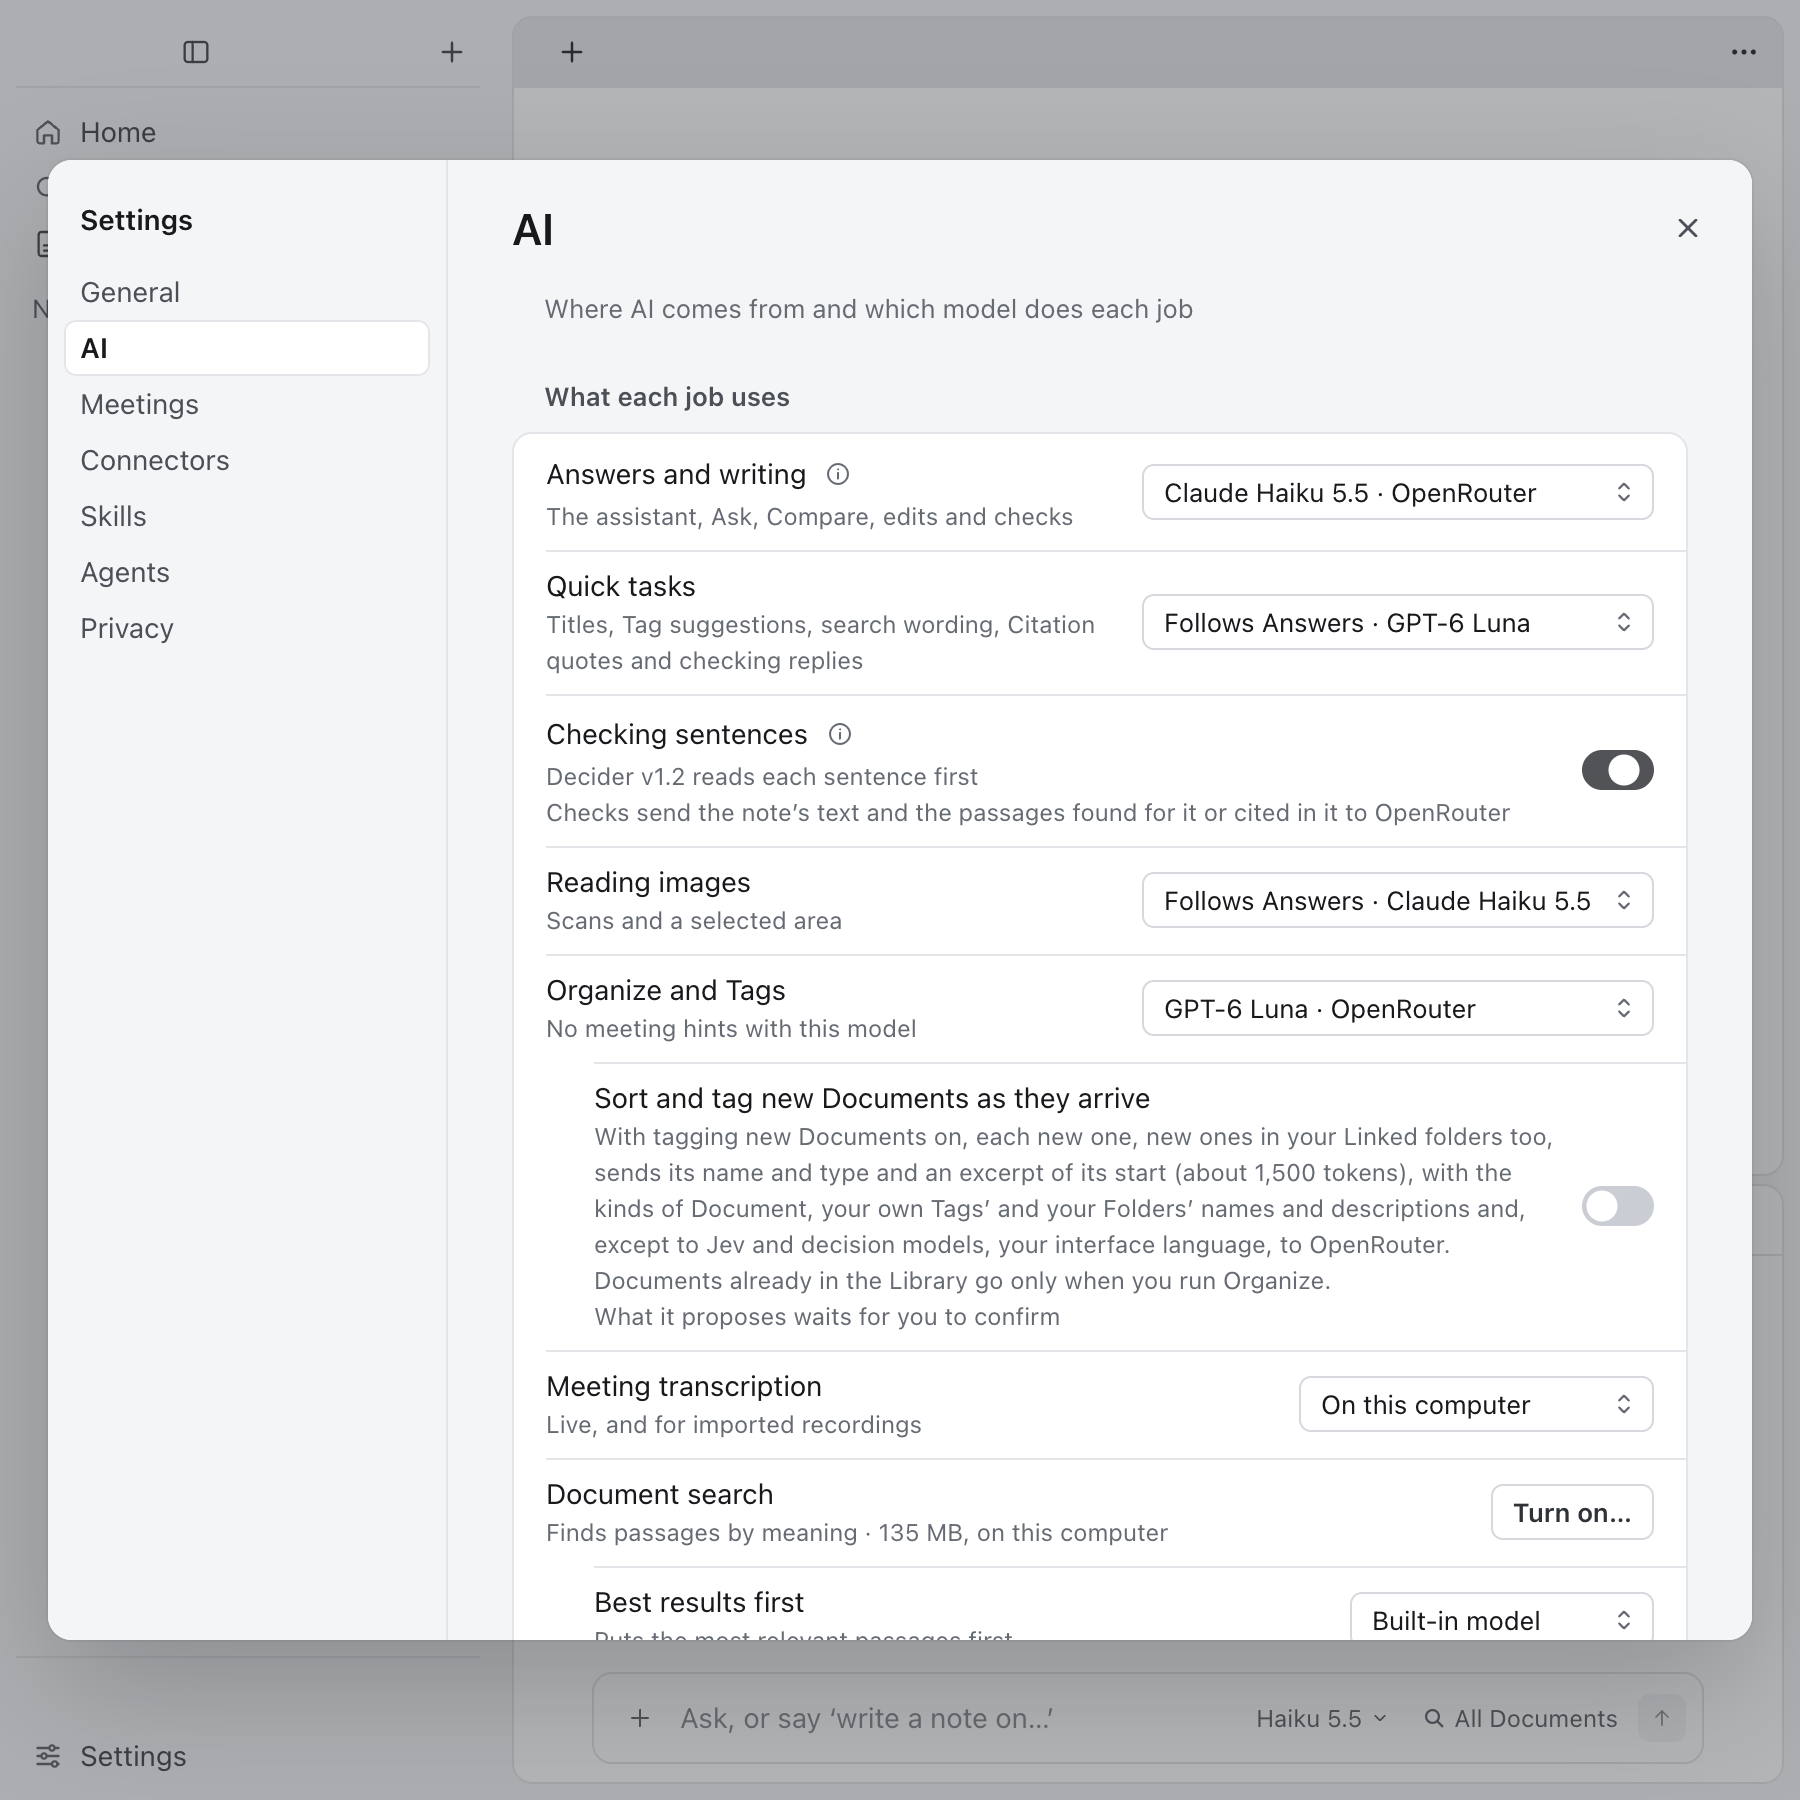 Home
N
Settings
General
AI
Meetings
Connectors
Skills
Agents
Privacy
AI
Where AI comes from and which model does each job
What each job uses
Answers and writing
The assistant, Ask, Compare, edits and checks
Claude Haiku 5.5 · OpenRouter
Quick tasks
Titles, Tag suggestions, search wording, Citation
quotes and checking replies
Follows Answers · GPT-6 Luna
Checking sentences
Decider v1.2 reads each sentence first
Checks send the note’s text and the passages found for it or cited in it to OpenRouter
Reading images
Scans and a selected area
Follows Answers · Claude Haiku 5.5
Organize and Tags
No meeting hints with this model
GPT-6 Luna · OpenRouter
Sort and tag new Documents as they arrive
With tagging new Documents on, each new one, new ones in your Linked folders too,
sends its name and type and an excerpt of its start (about 1,500 tokens), with the
kinds of Document, your own Tags’ and your Folders’ names and descriptions and,
except to Jev and decision models, your interface language, to OpenRouter.
Documents already in the Library go only when you run Organize.
What it proposes waits for you to confirm
Meeting transcription
Live, and for imported recordings
On this computer
Document search
Finds passages by meaning · 135 MB, on this computer
Turn on...
Best results first
Puts the most relevant passages first
Built-in model
Ask, or say ‘write a note on...’
Haiku 5.5
All Documents
Settings